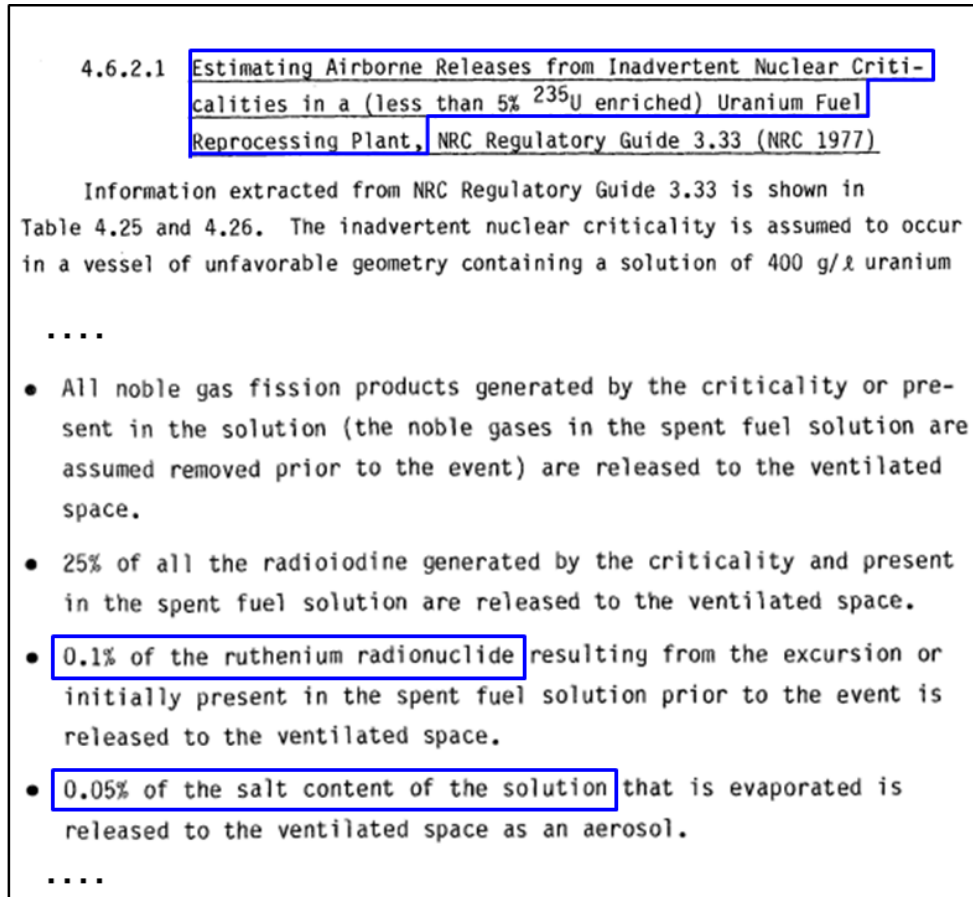 4.6.2.1 Estimating Airborne Releases from Inadvertent Nuclear Criti-
calities in a (less than 5% 235U enriched) Uranium Fuel
Reprocessing Plant, NRC Regulatory Guide 3.33 (NRC 1977)
Information extracted from NRC Regulatory Guide 3.33 is shown in
Table 4.25 and 4.26. The inadvertent nuclear criticality is assumed to occur
in a vessel of unfavorable geometry containing a solution of 400 g/ℓ uranium
....
• All noble gas fission products generated by the criticality or pre-
sent in the solution (the noble gases in the spent fuel solution are
assumed removed prior to the event) are released to the ventilated
space.
• 25% of all the radioiodine generated by the criticality and present
in the spent fuel solution are released to the ventilated space.
• 0.1% of the ruthenium radionuclide resulting from the excursion or
initially present in the spent fuel solution prior to the event is
released to the ventilated space.
• 0.05% of the salt content of the solution that is evaporated is
released to the ventilated space as an aerosol.
....